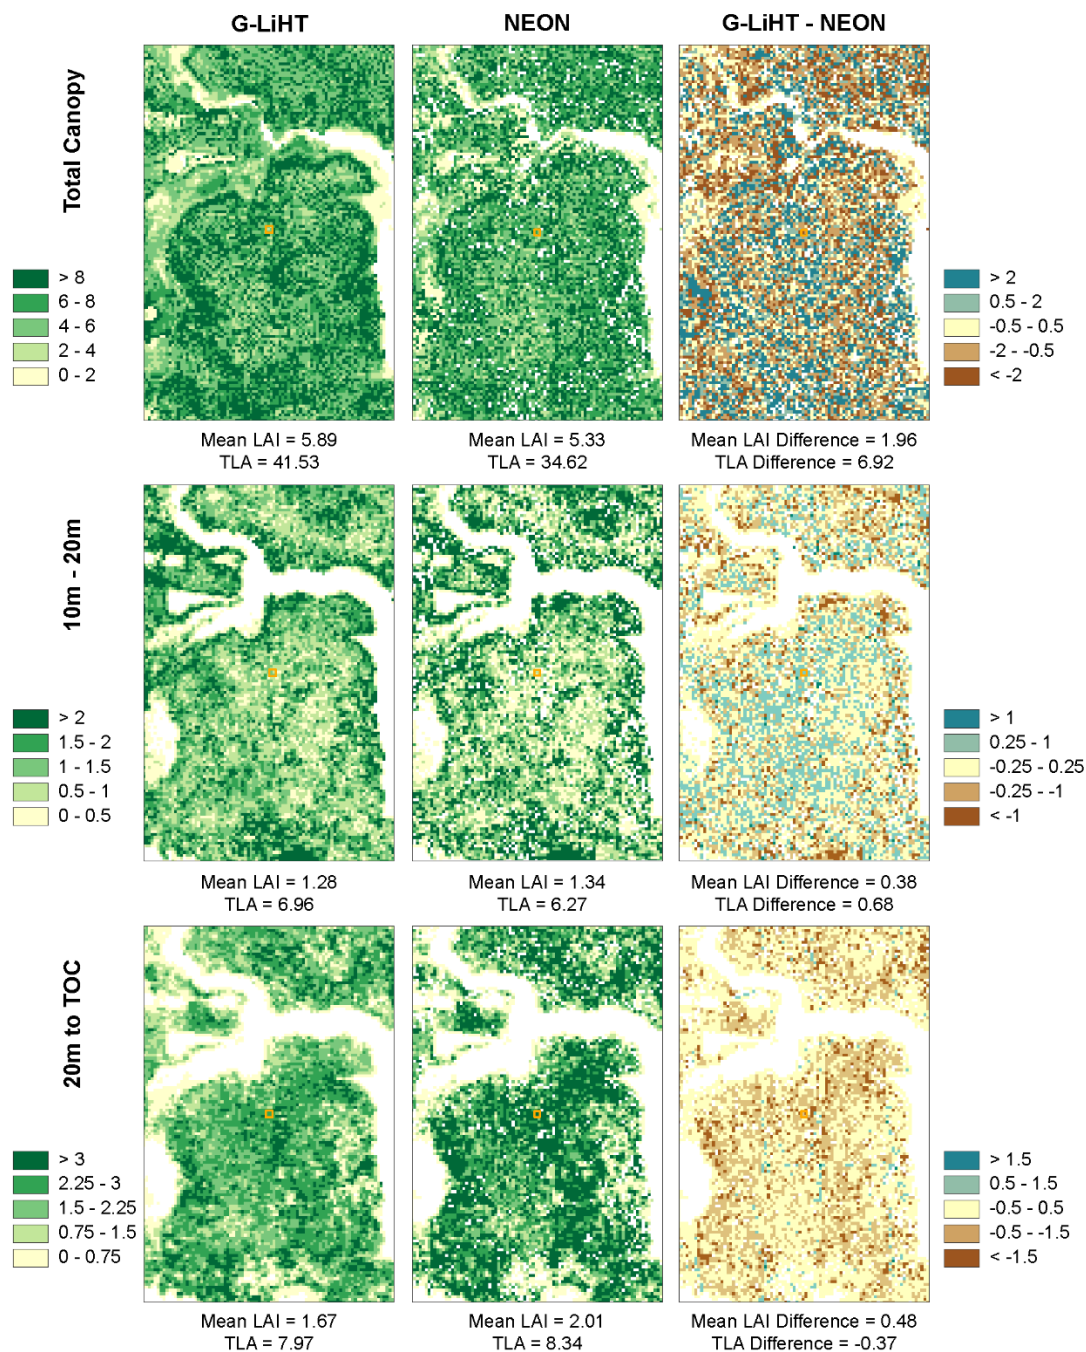 G-LiHT NEON G-LiHT - NEON
Total Canopy
> 8
6 - 8
4 - 6
2 - 4
0 - 2
> 2
0.5 - 2
-0.5 - 0.5
-2 - -0.5
< -2
Mean LAI = 5.89
TLA = 41.53
Mean LAI = 5.33
TLA = 34.62
Mean LAI Difference = 1.96
TLA Difference = 6.92
10m - 20m
> 2
1.5 - 2
1 - 1.5
0.5 - 1
0 - 0.5
> 1
0.25 - 1
-0.25 - 0.25
-0.25 - -1
< -1
Mean LAI = 1.28
TLA = 6.96
Mean LAI = 1.34
TLA = 6.27
Mean LAI Difference = 0.38
TLA Difference = 0.68
20m to TOC
> 3
2.25 - 3
1.5 - 2.25
0.75 - 1.5
0 - 0.75
> 1.5
0.5 - 1.5
-0.5 - 0.5
-0.5 - -1.5
< -1.5
Mean LAI = 1.67
TLA = 7.97
Mean LAI = 2.01
TLA = 8.34
Mean LAI Difference = 0.48
TLA Difference = -0.37